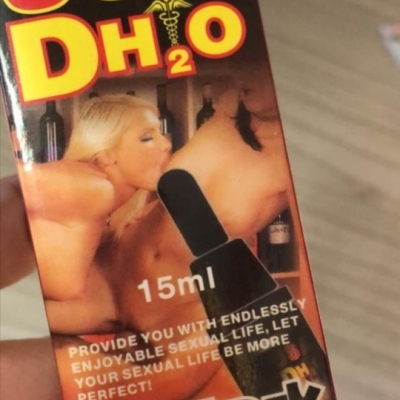 DH2O
15ml
PROVIDE YOU WITH ENDLESSLY
ENJOYABLE SEXUAL LIFE, LET
YOUR SEXUAL LIFE BE MORE
PERFECT!